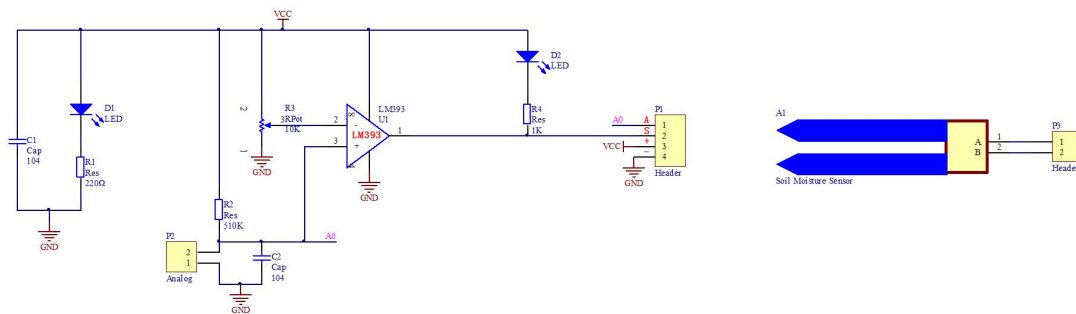 VCC
D2
LED
D1
LED
C1
Cap
104
R1
Res
220Ω
GND
2
3
R3
RPot
10K
1
GND
LM393
U1
2
3
8
-
LM393
+
4
1
GND
R4
Res
1K
R2
Res
510K
P2
2
1
Analog
A0
C2
Cap
104
GND
P1
A0
A
1
S
2
VCC
+
3
-
4
GND
Header
A1
A
B
1
2
Soil Moisture Sensor
P3
1
2
Header